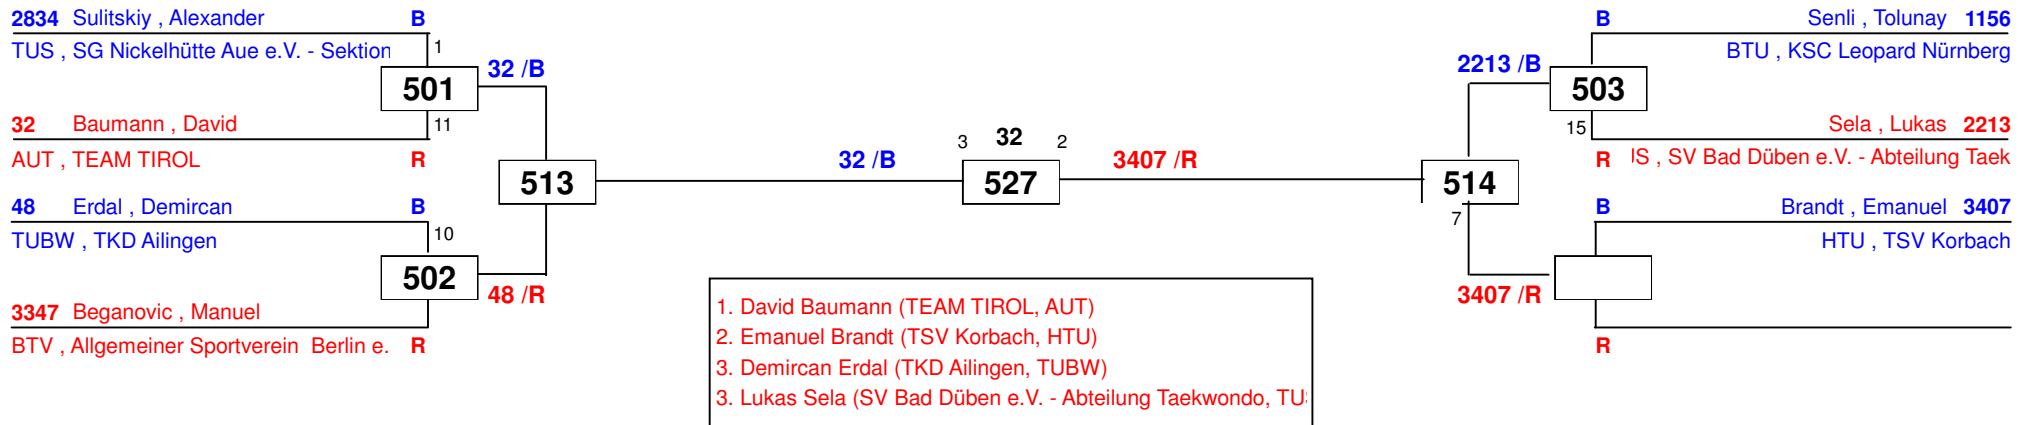 2834 Sulitskiy , Alexander B
TUS , SG Nickelhütte Aue e.V. - Sektion
1
501
32 /B
11
32 Baumann , David
AUT , TEAM TIROL R
513
48 Erdal , Demircan B
TUBW , TKD Ailingen
10
502
48 /R
3347 Beganovic , Manuel
BTV , Allgemeiner Sportverein Berlin e. R
32 /B
3 32 2
527
3407 /R
B Senli , Tolunay 1156
BTU , KSC Leopard Nürnberg
2213 /B
503
15
Sela , Lukas 2213
R IS , SV Bad Düben e.V. - Abteilung Taek
514
7
B Brandt , Emanuel 3407
HTU , TSV Korbach
3407 /R
R
1. David Baumann (TEAM TIROL, AUT)
2. Emanuel Brandt (TSV Korbach, HTU)
3. Demircan Erdal (TKD Ailingen, TUBW)
3. Lukas Sela (SV Bad Düben e.V. - Abteilung Taekwondo, TU